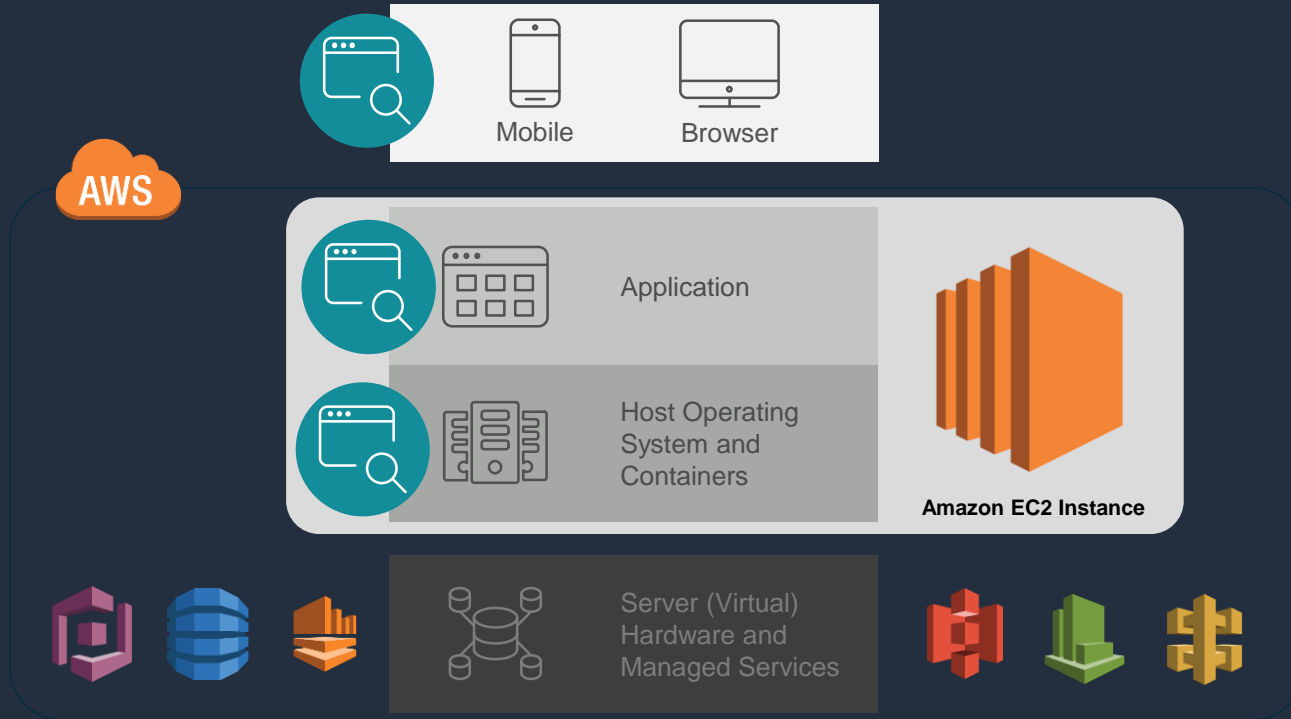 Mobile
Browser
AWS
Application
Host Operating
System and
Containers
Amazon EC2 Instance
Server (Virtual)
Hardware and
Managed Services